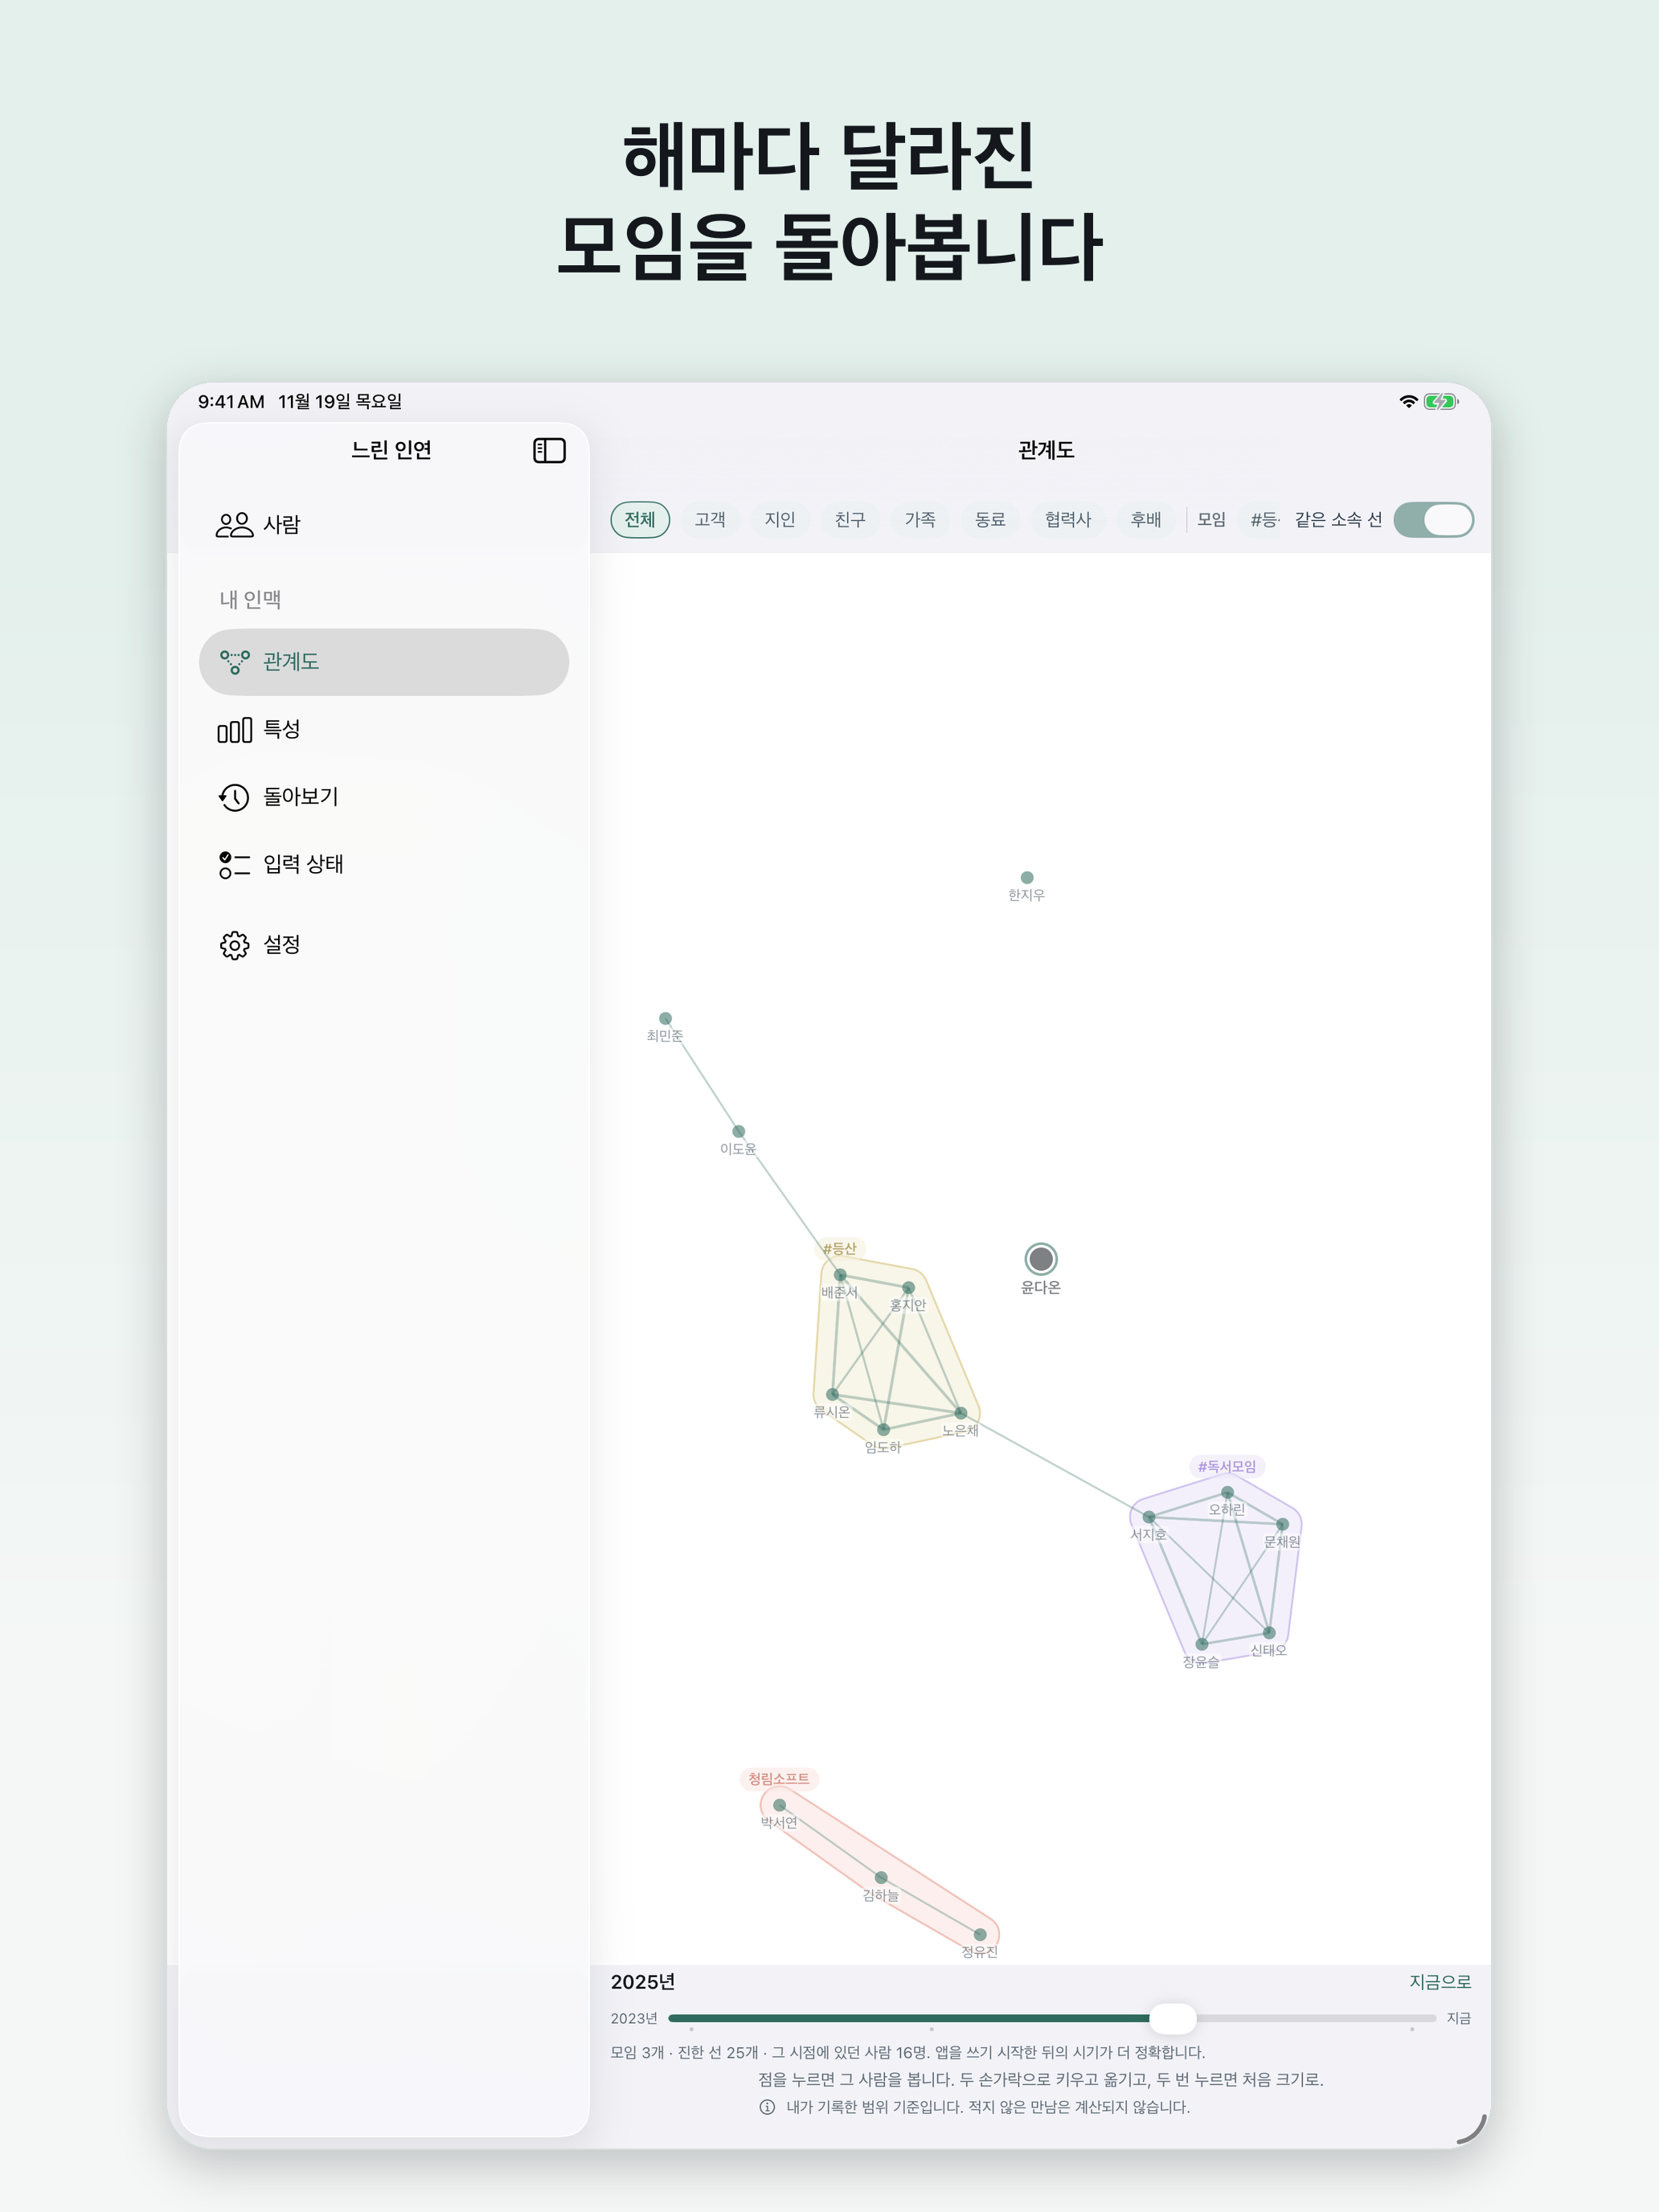 해마다 달라진
모임을 돌아봅니다
9:41 AM 11월 19일 목요일
느린 인연
사람
내 인맥
관계도
특성
돌아보기
입력 상태
설정
관계도
전체 고객 지인 친구 가족 동료 협력사 후배 모임 #등· 같은 소속 선
한지우
최민준
이도윤
#등산
배준서
홍지안
윤다온
류시온
노은채
임도하
#독서모임
오하린
서지호
문채원
신태오
장윤슬
청림소프트
박서연
김하늘
정유진
2025년 지금으로
2023년 지금
모임 3개 · 진한 선 25개 · 그 시점에 있던 사람 16명. 앱을 쓰기 시작한 뒤의 시기가 더 정확합니다.
점을 누르면 그 사람을 봅니다. 두 손가락으로 키우고 옮기고, 두 번 누르면 처음 크기로.
내가 기록한 범위 기준입니다. 적지 않은 만남은 계산되지 않습니다.